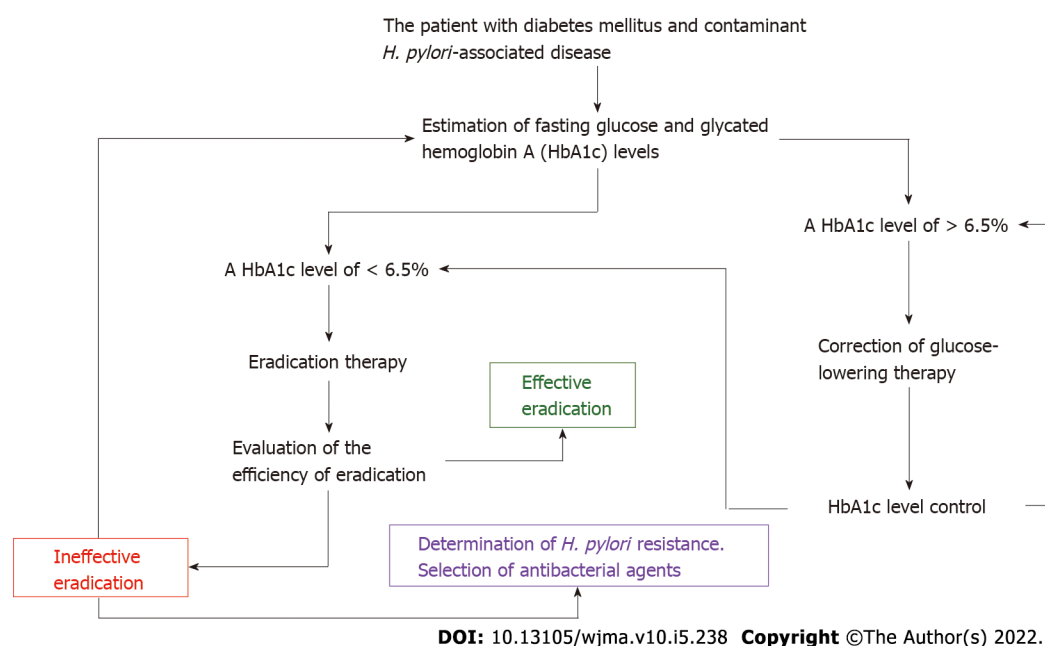 The patient with diabetes mellitus and contaminant
H. pylori-associated disease
Estimation of fasting glucose and glycated
hemoglobin A (HbA1c) levels
A HbA1c level of > 6.5%
A HbA1c level of < 6.5%
Eradication therapy
Correction of glucose-
lowering therapy
Effective
eradication
Evaluation of the
efficiency of eradication
HbA1c level control
Ineffective
eradication
Determination of H. pylori resistance.
Selection of antibacterial agents
DOI: 10.13105/wjma.v10.i5.238 Copyright ©The Author(s) 2022.